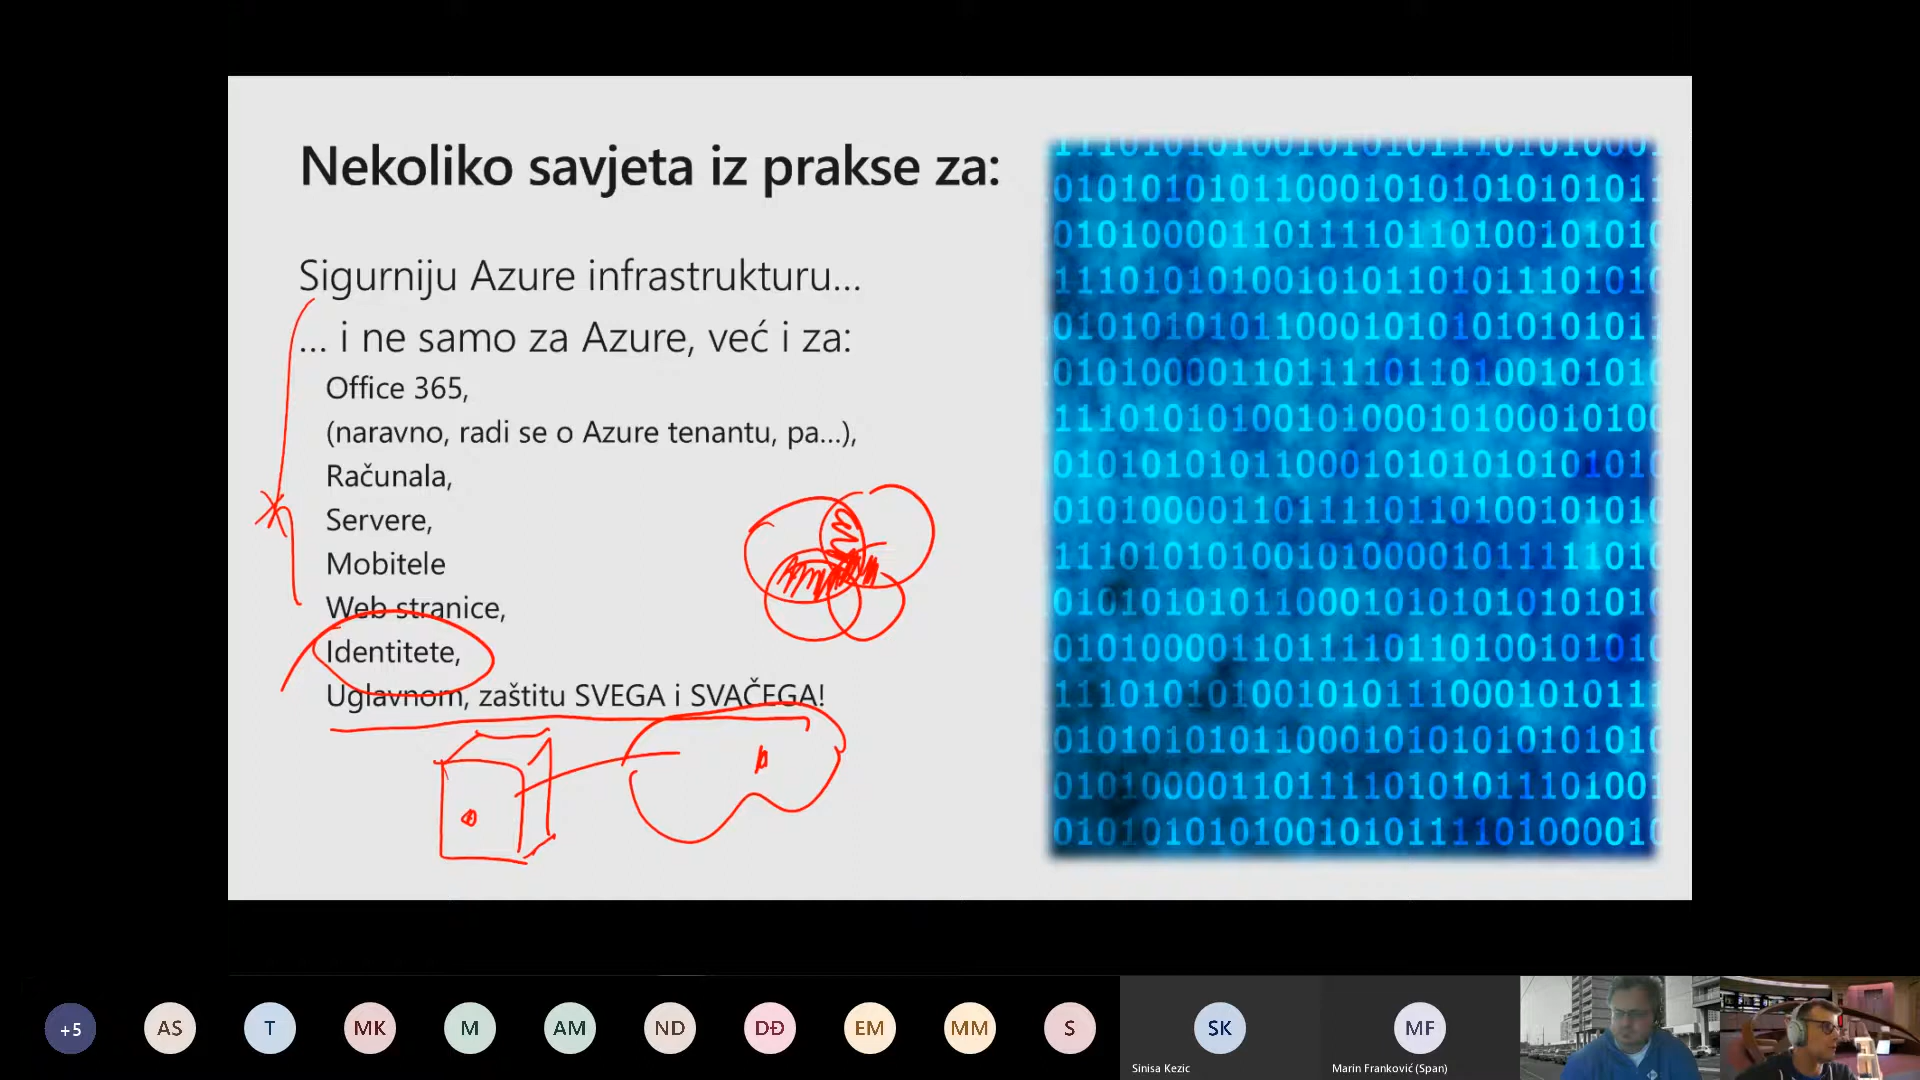 Nekoliko savjeta iz prakse za:
Sigurniju Azure infrastrukturu...
... i ne samo za Azure, već i za:
Office 365,
(naravno, radi se o Azure tenantu, pa...),
Računala,
Servere,
Mobitele
Web stranice,
Identitete,
Uglavnom, zaštitu SVEGA i SVAČEGA!
+5
AS
T
MK
M
AM
ND
DĐ
EM
MM
S
SK
MF
Sinisa Kezic
Marin Franković (Span)